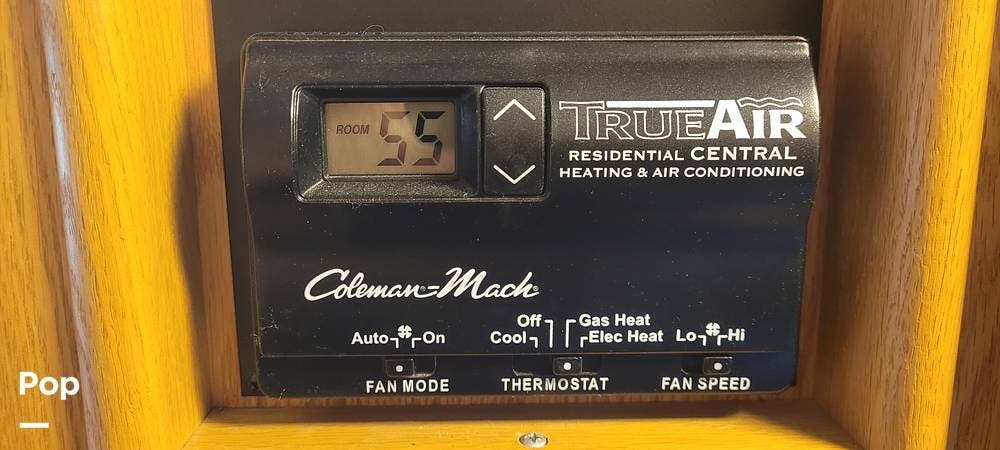 ROOM 55
TRUEAIR
RESIDENTIAL CENTRAL
HEATING & AIR CONDITIONING
Coleman®-Mach®
Off Gas Heat
Auto On Cool Elec Heat Lo Hi
FAN MODE THERMOSTAT FAN SPEED
Pop